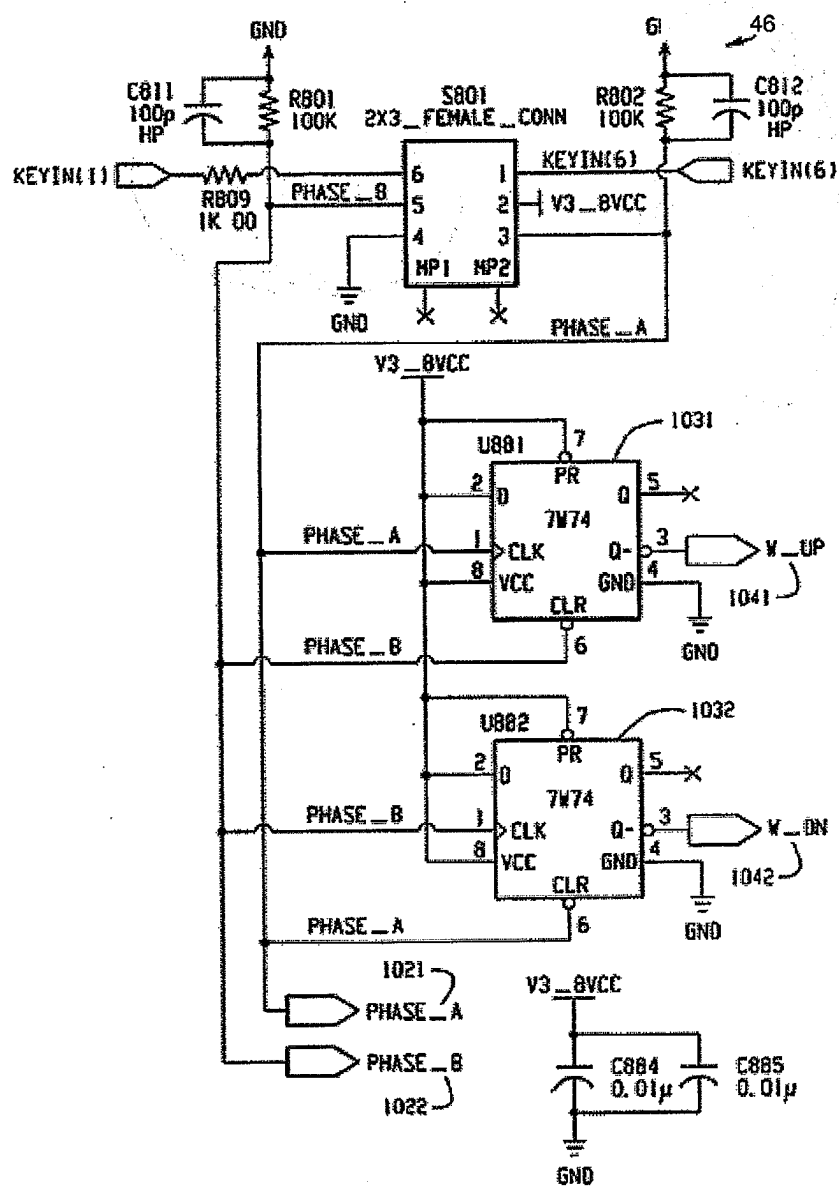 GND
G
46
C811
100p
HP
R801
100K
S801
2X3_FEMALE_CONN
R802
100K
C812
100p
HP
KEYIN(1)
R809
1K 00
6
1
KEYIN(6)
KEYIN(6)
PHASE_B
5
2
V3_8VCC
4
3
MP1
MP2
GND
PHASE_A
V3_8VCC
U881
7
1031
PR
2
D
Q
5
7W74
PHASE_A
1
CLK
Q-
3
W_UP
8
VCC
GND
4
1041
CLR
6
GND
PHASE_B
U882
7
1032
PR
2
D
Q
5
7W74
PHASE_B
1
CLK
Q-
3
W_DN
8
VCC
GND
4
1042
CLR
6
GND
PHASE_A
1021
PHASE_A
PHASE_B
1022
V3_8VCC
C884
0.01µ
C885
0.01µ
GND